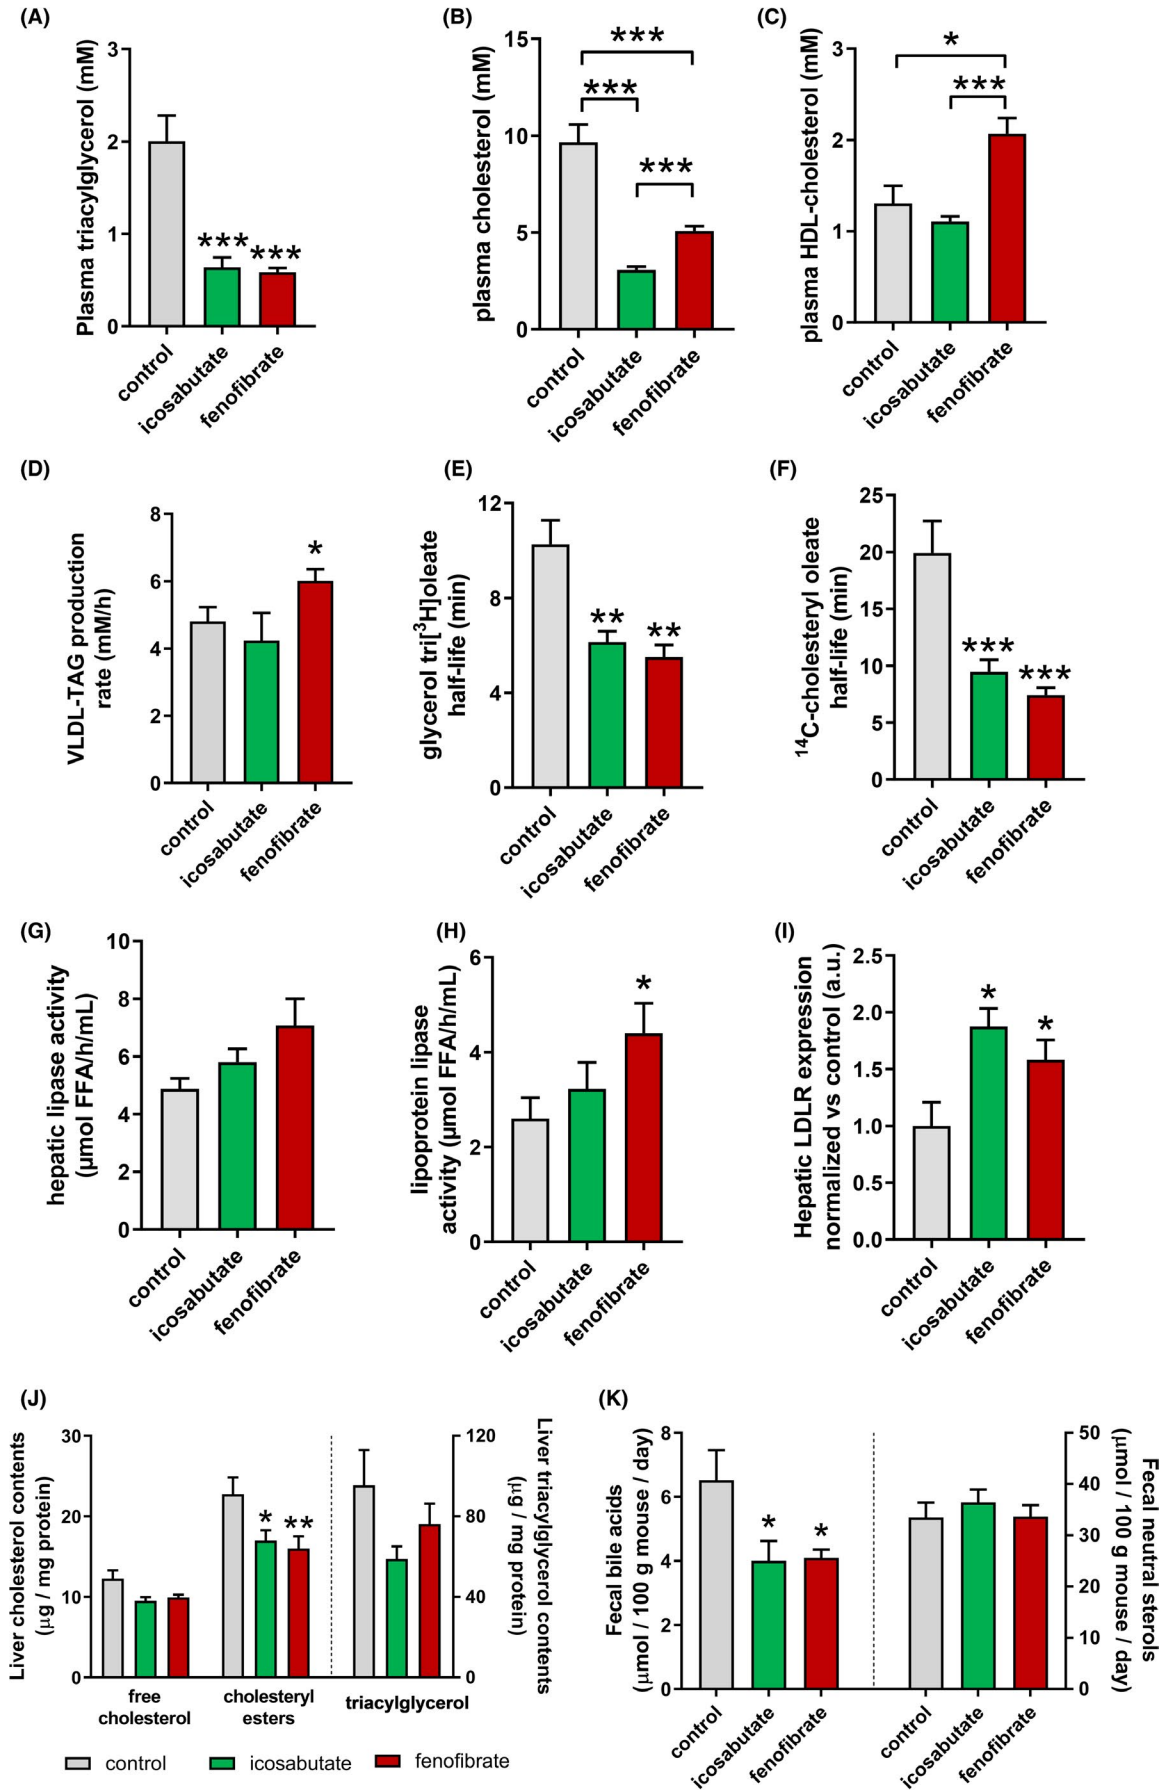 (A)
Plasma triacylglycerol (mM)
3
2
1
0
***
***
control
icosabutate
fenofibrate
(B)
plasma cholesterol (mM)
15
10
5
0
***
***
***
control
icosabutate
fenofibrate
(C)
plasma HDL-cholesterol (mM)
3
2
1
0
*
***
control
icosabutate
fenofibrate
(D)
VLDL-TAG production
rate (mM/h)
8
6
4
2
0
*
control
icosabutate
fenofibrate
(E)
glycerol tri[³H]oleate
half-life (min)
12
8
4
0
**
**
control
icosabutate
fenofibrate
(F)
¹⁴C-cholesteryl oleate
half-life (min)
25
20
15
10
5
0
***
***
control
icosabutate
fenofibrate
(G)
hepatic lipase activity
(µmol FFA/h/mL)
10
8
6
4
2
0
control
icosabutate
fenofibrate
(H)
lipoprotein lipase
activity (µmol FFA/h/mL)
6
4
2
0
*
control
icosabutate
fenofibrate
(I)
Hepatic LDLR expression
normalized vs control (a.u.)
2.5
2.0
1.5
1.0
0.5
0.0
*
*
control
icosabutate
fenofibrate
(J)
Liver cholesterol contents
(µg / mg protein)
30
20
10
0
*
**
120
80
40
0
Liver triacylglycerol contents
(µg / mg protein)
free
cholesterol
cholesteryl
esters
triacylglycerol
control
icosabutate
fenofibrate
(K)
Fecal bile acids
(µmol / 100 g mouse / day)
8
6
4
2
0
*
*
50
40
30
20
10
0
Fecal neutral sterols
(µmol / 100 g mouse / day)
control
icosabutate
fenofibrate
control
icosabutate
fenofibrate